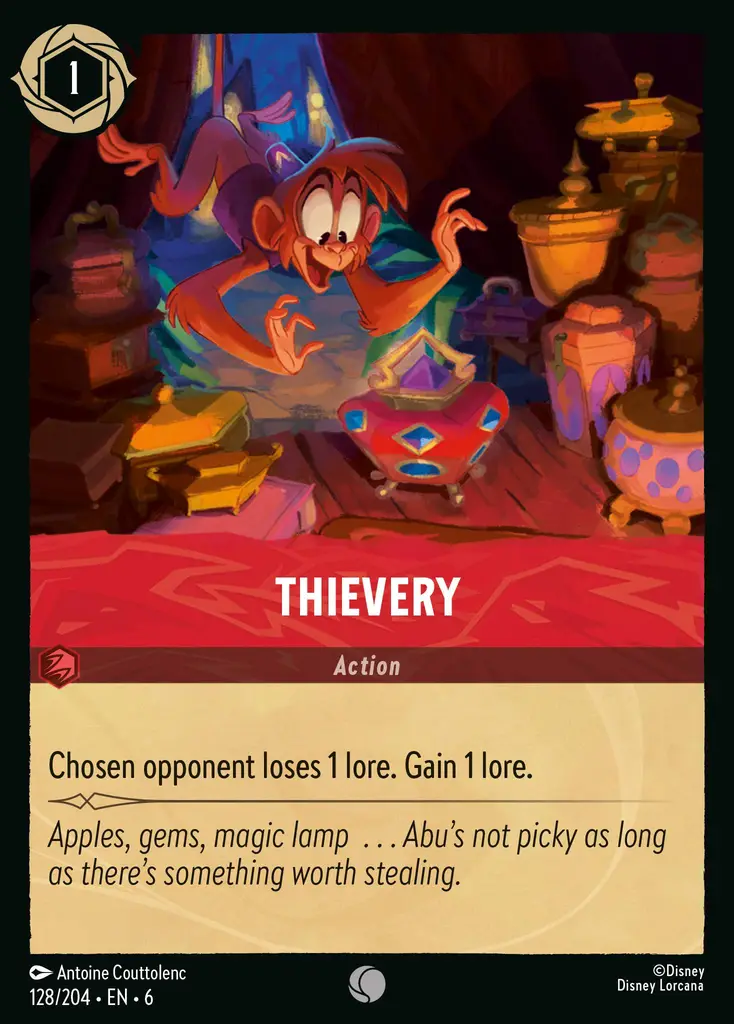 1
THIEVERY
Action
Chosen opponent loses 1 lore. Gain 1 lore.
Apples, gems, magic lamp . . . Abu’s not picky as long
as there’s something worth stealing.
Antoine Couttolenc
128/204 • EN • 6
©Disney
Disney Lorcana